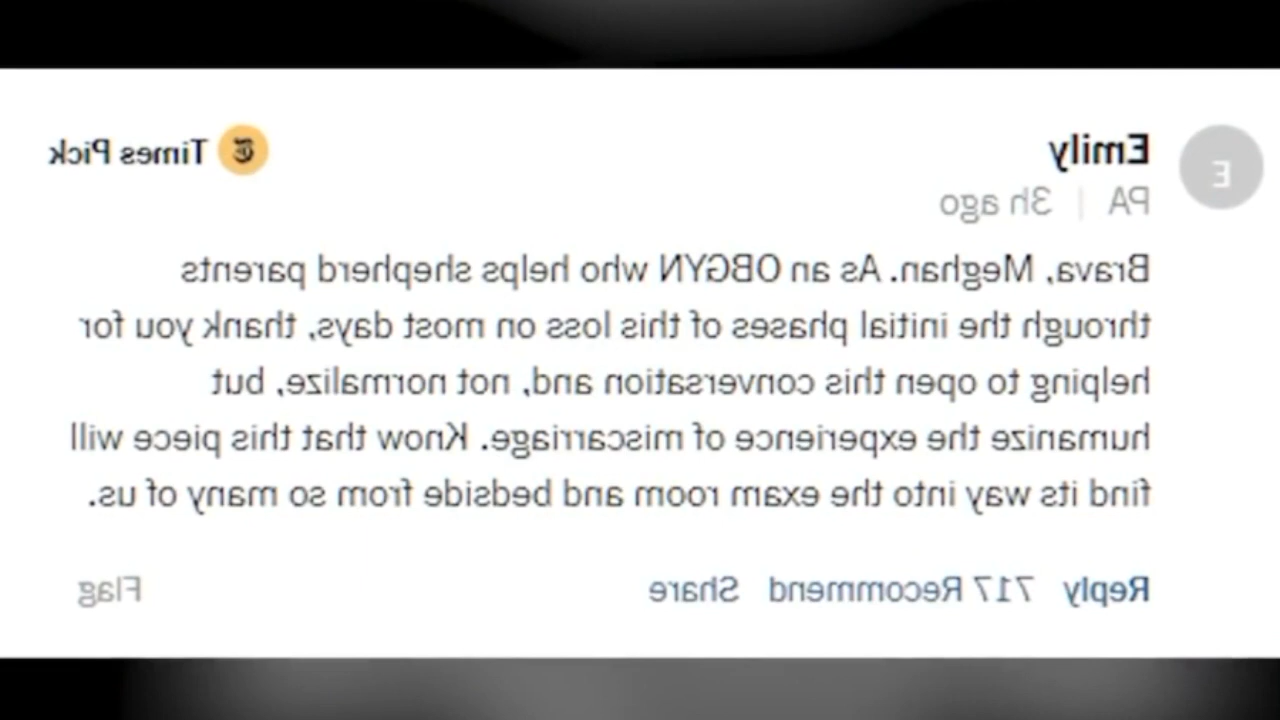 E
Emily
Times Pick
PA | 3h ago
Brava, Meghan. As an OBGYN who helps shepherd parents
through the initial phases of this loss on most days, thank you for
helping to open this conversation and, not normalize, but
humanize the experience of miscarriage. Know that this piece will
find its way into the exam room and bedside from so many of us.
Reply 717 Recommend Share Flag